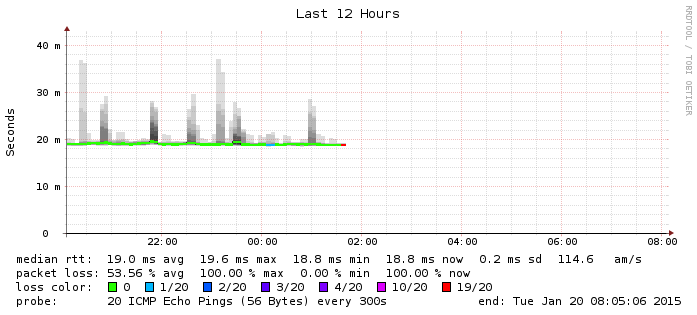 Last 12 Hours
RRDTOOL / TOBI OETIKER
Seconds
40 m
30 m
20 m
10 m
0
22:00 00:00 02:00 04:00 06:00 08:00
median rtt: 19.0 ms avg 19.6 ms max 18.8 ms min 18.8 ms now 0.2 ms sd 114.6 am/s
packet loss: 53.56 % avg 100.00 % max 0.00 % min 100.00 % now
loss color: 0 1/20 2/20 3/20 4/20 10/20 19/20
probe: 20 ICMP Echo Pings (56 Bytes) every 300s end: Tue Jan 20 08:05:06 2015